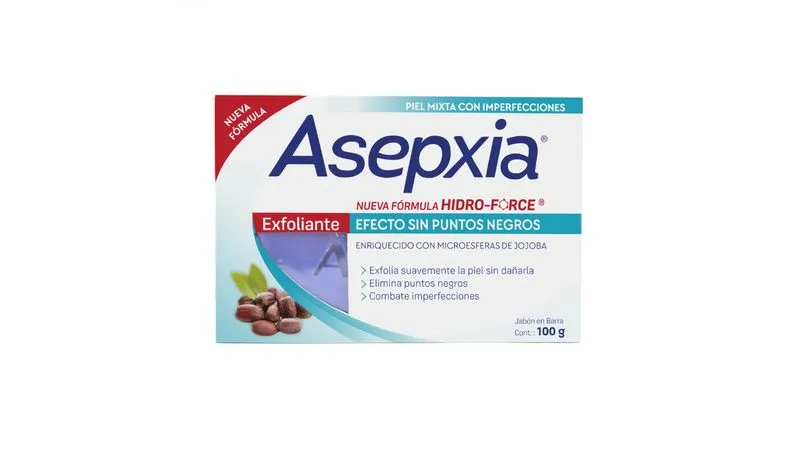 PIEL MIXTA CON IMPERFECCIONES
NUEVA
FÓRMULA
Asepxia®
NUEVA FÓRMULA HIDRO-FORCE®
Exfoliante
EFECTO SIN PUNTOS NEGROS
ENRIQUECIDO CON MICROESFERAS DE JOJOBA
> Exfolia suavemente la piel sin dañarla
> Elimina puntos negros
> Combate imperfecciones
Jabón en Barra
Cont.: 100 g